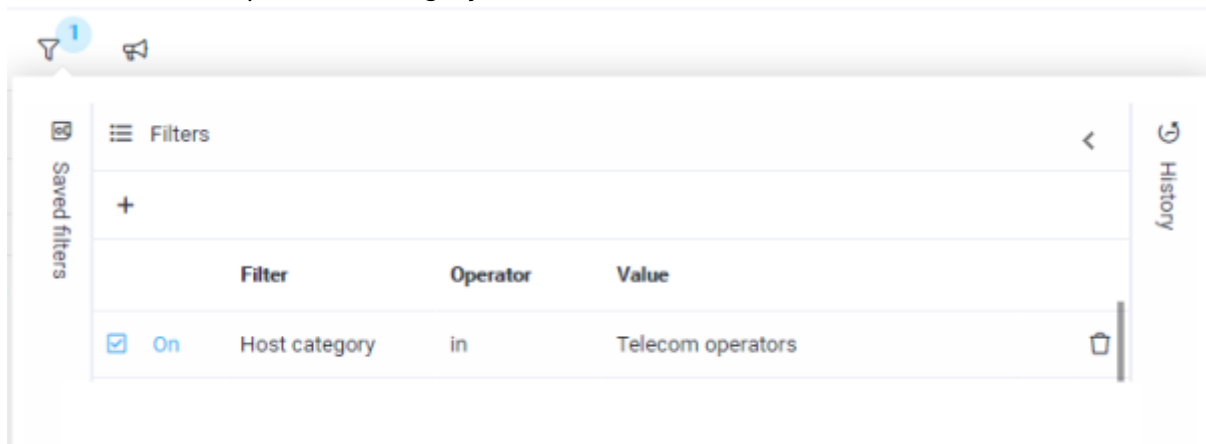 1
Saved filters
Filters
History
Filter Operator Value
On Host category in Telecom operators